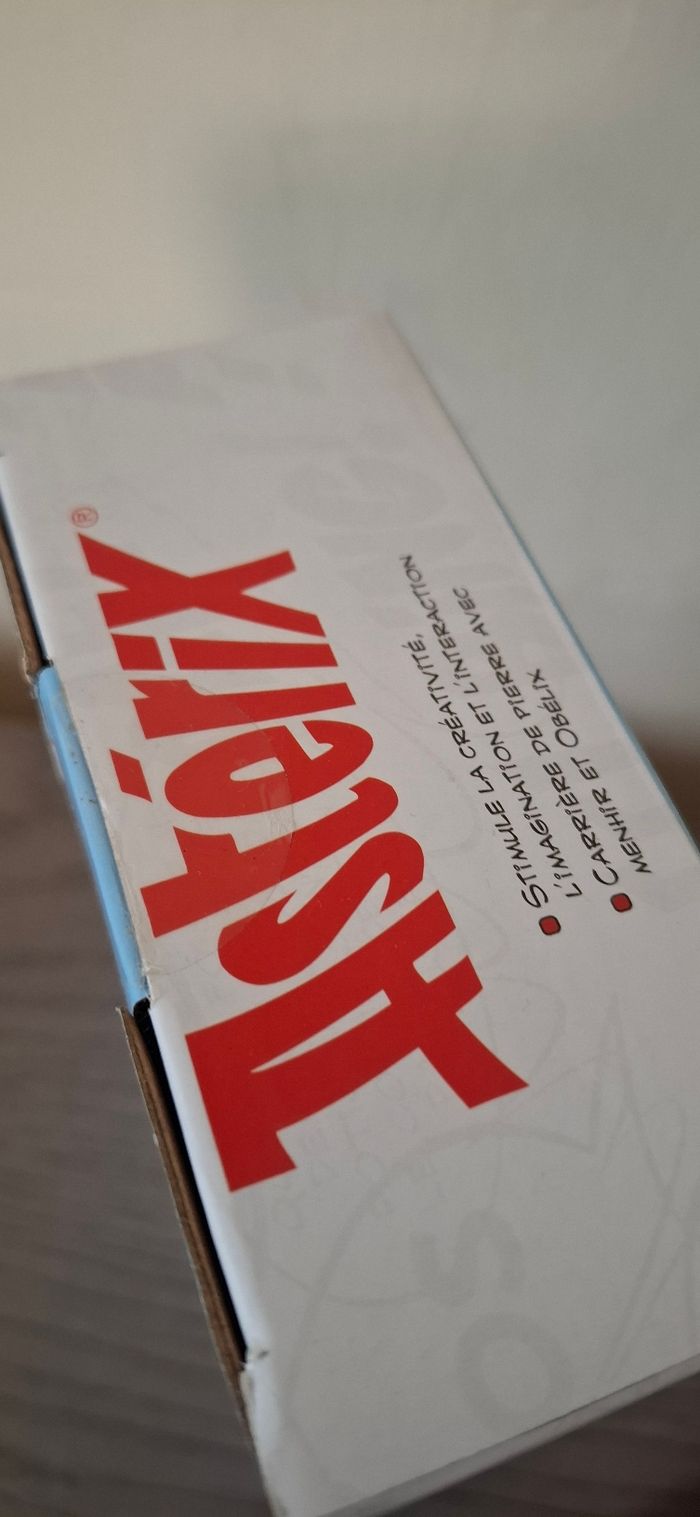 Astérix®
STIMULE LA CRÉATIVITÉ,
L'IMAGINATION ET L'INTERACTION
CARRIÈRE DE PIERRE AVEC
MENHIR ET OBÉLIX